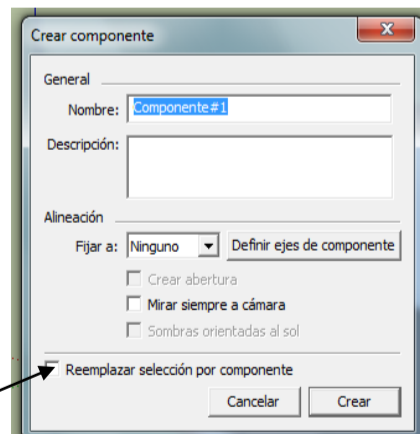 Crear componente
General
Nombre: Componente#1
Descripción:
Alineación
Fijar a: Ninguno Definir ejes de componente
Crear abertura
Mirar siempre a cámara
Sombras orientadas al sol
Reemplazar selección por componente
Cancelar Crear